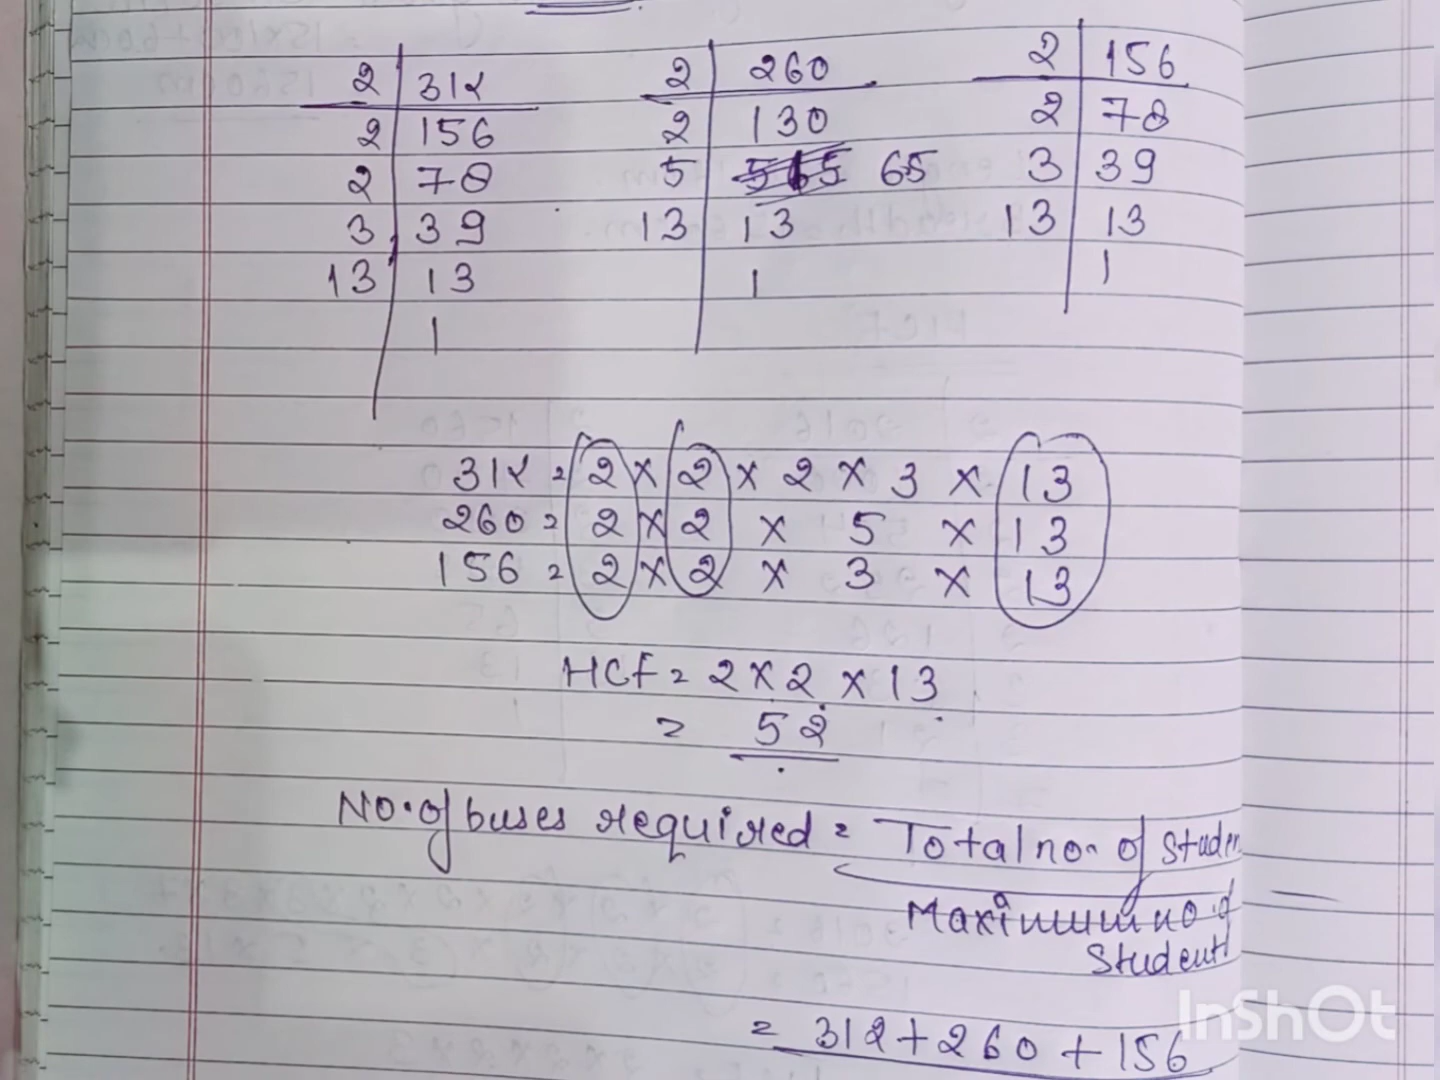 2 | 312 2 | 260 2 | 156
2 | 156 2 | 130 2 | 78
2 | 78 5 | 65 3 | 39
3 | 39 13 | 13 13 | 13
13 | 13 1 1
1
312 = 2 × 2 × 2 × 3 × 13
260 = 2 × 2 × 5 × 13
156 = 2 × 2 × 3 × 13
HCF = 2 × 2 × 13
= 52
No. of buses required = Total no. of Studen
Maximum no. of
Student
= 312 + 260 + 156
InShOt